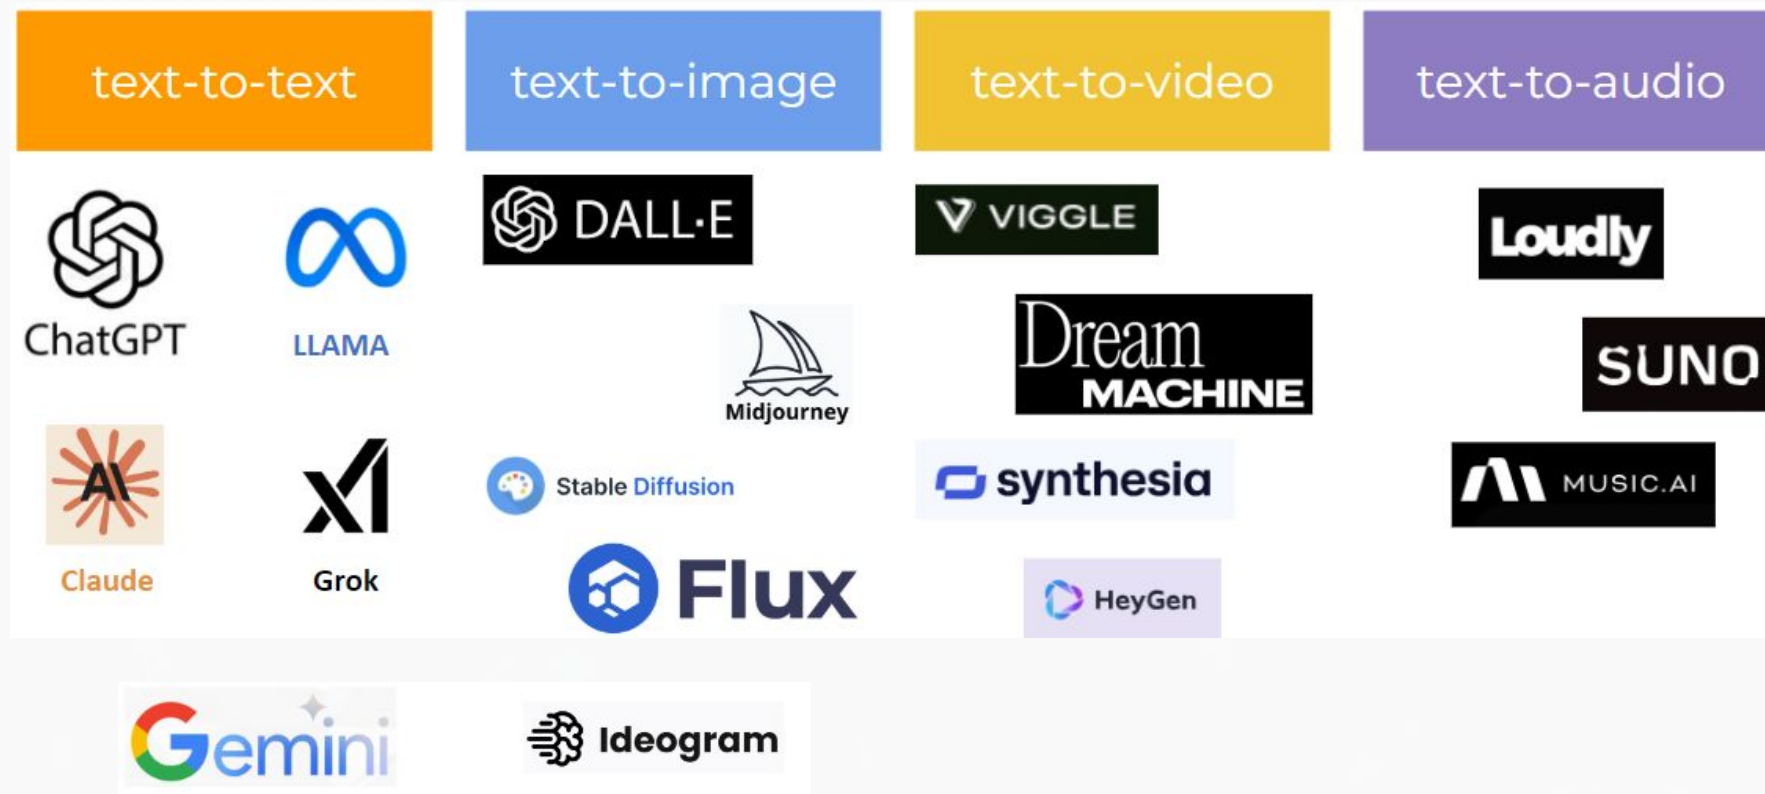 text-to-text
text-to-image
text-to-video
text-to-audio
ChatGPT
LLAMA
AI
Claude
Grok
DALL·E
Midjourney
Stable Diffusion
Flux
VIGGLE
Dream
MACHINE
synthesia
HeyGen
Loudly
SUNO
MUSIC.AI
Gemini
Ideogram